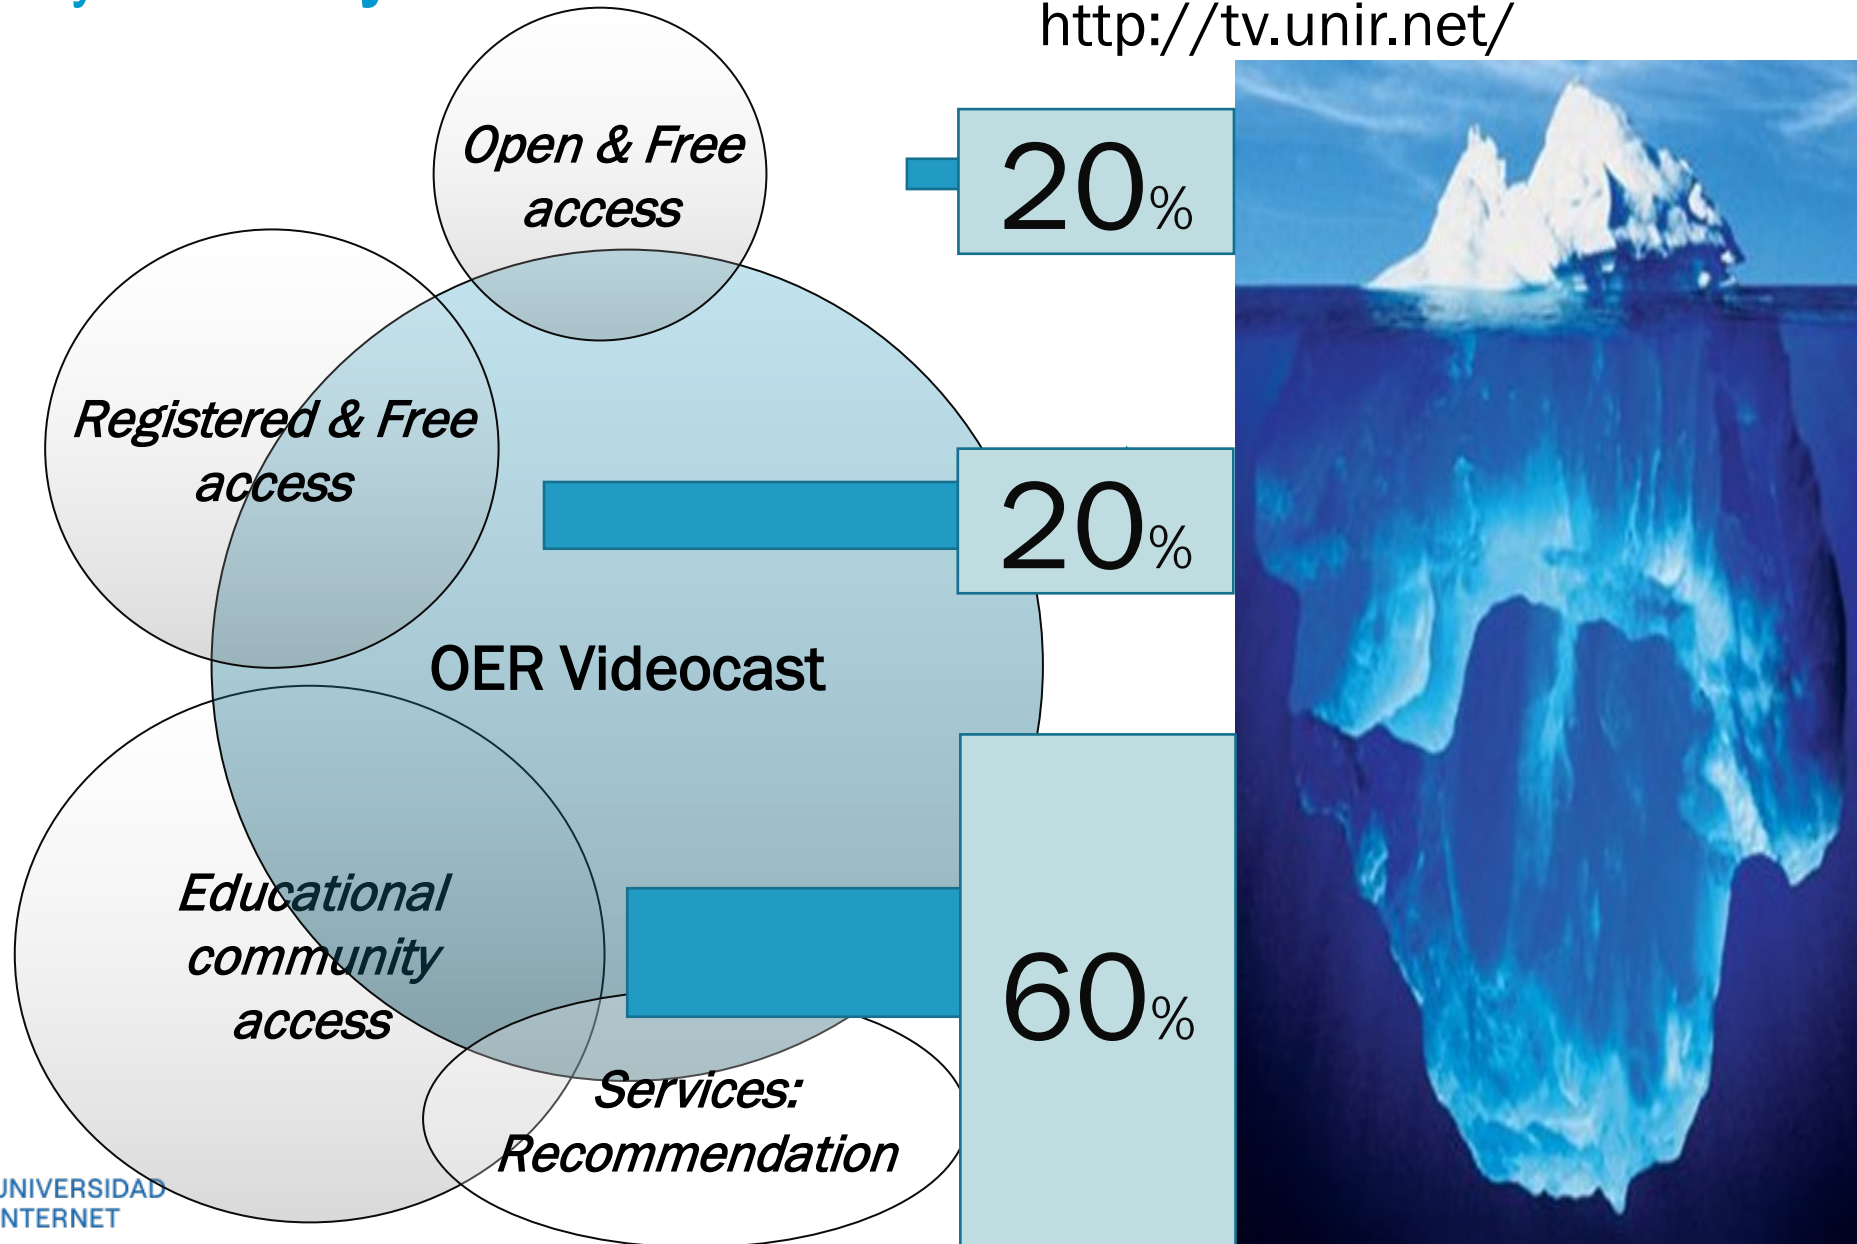 http://tv.unir.net/
Open & Free
access
20%
Registered & Free
access
20%
OER Videocast
Educational
community
access
60%
Services:
Recommendation
UNIVERSIDAD
INTERNET